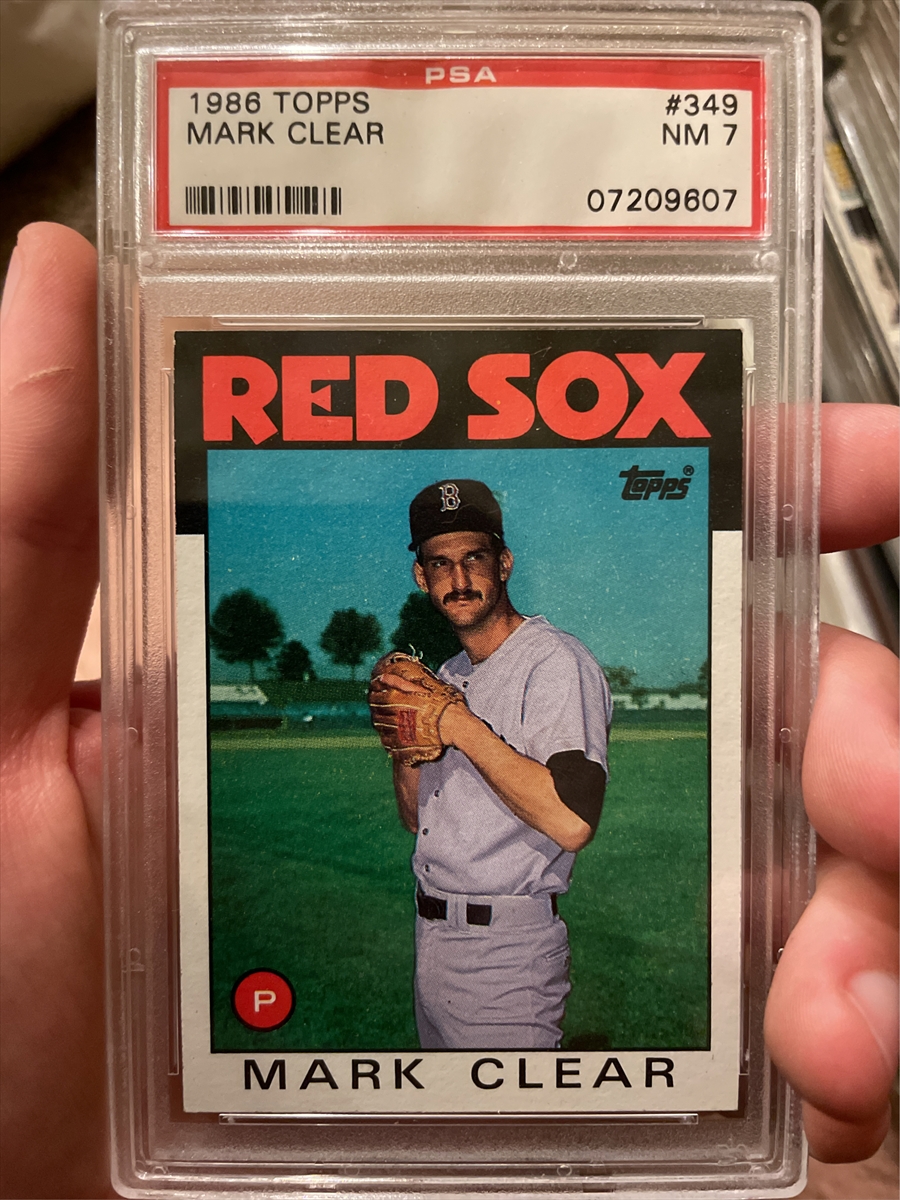 PSA
1986 TOPPS #349
MARK CLEAR NM 7
07209607
RED SOX
topps®
B
P
MARK CLEAR